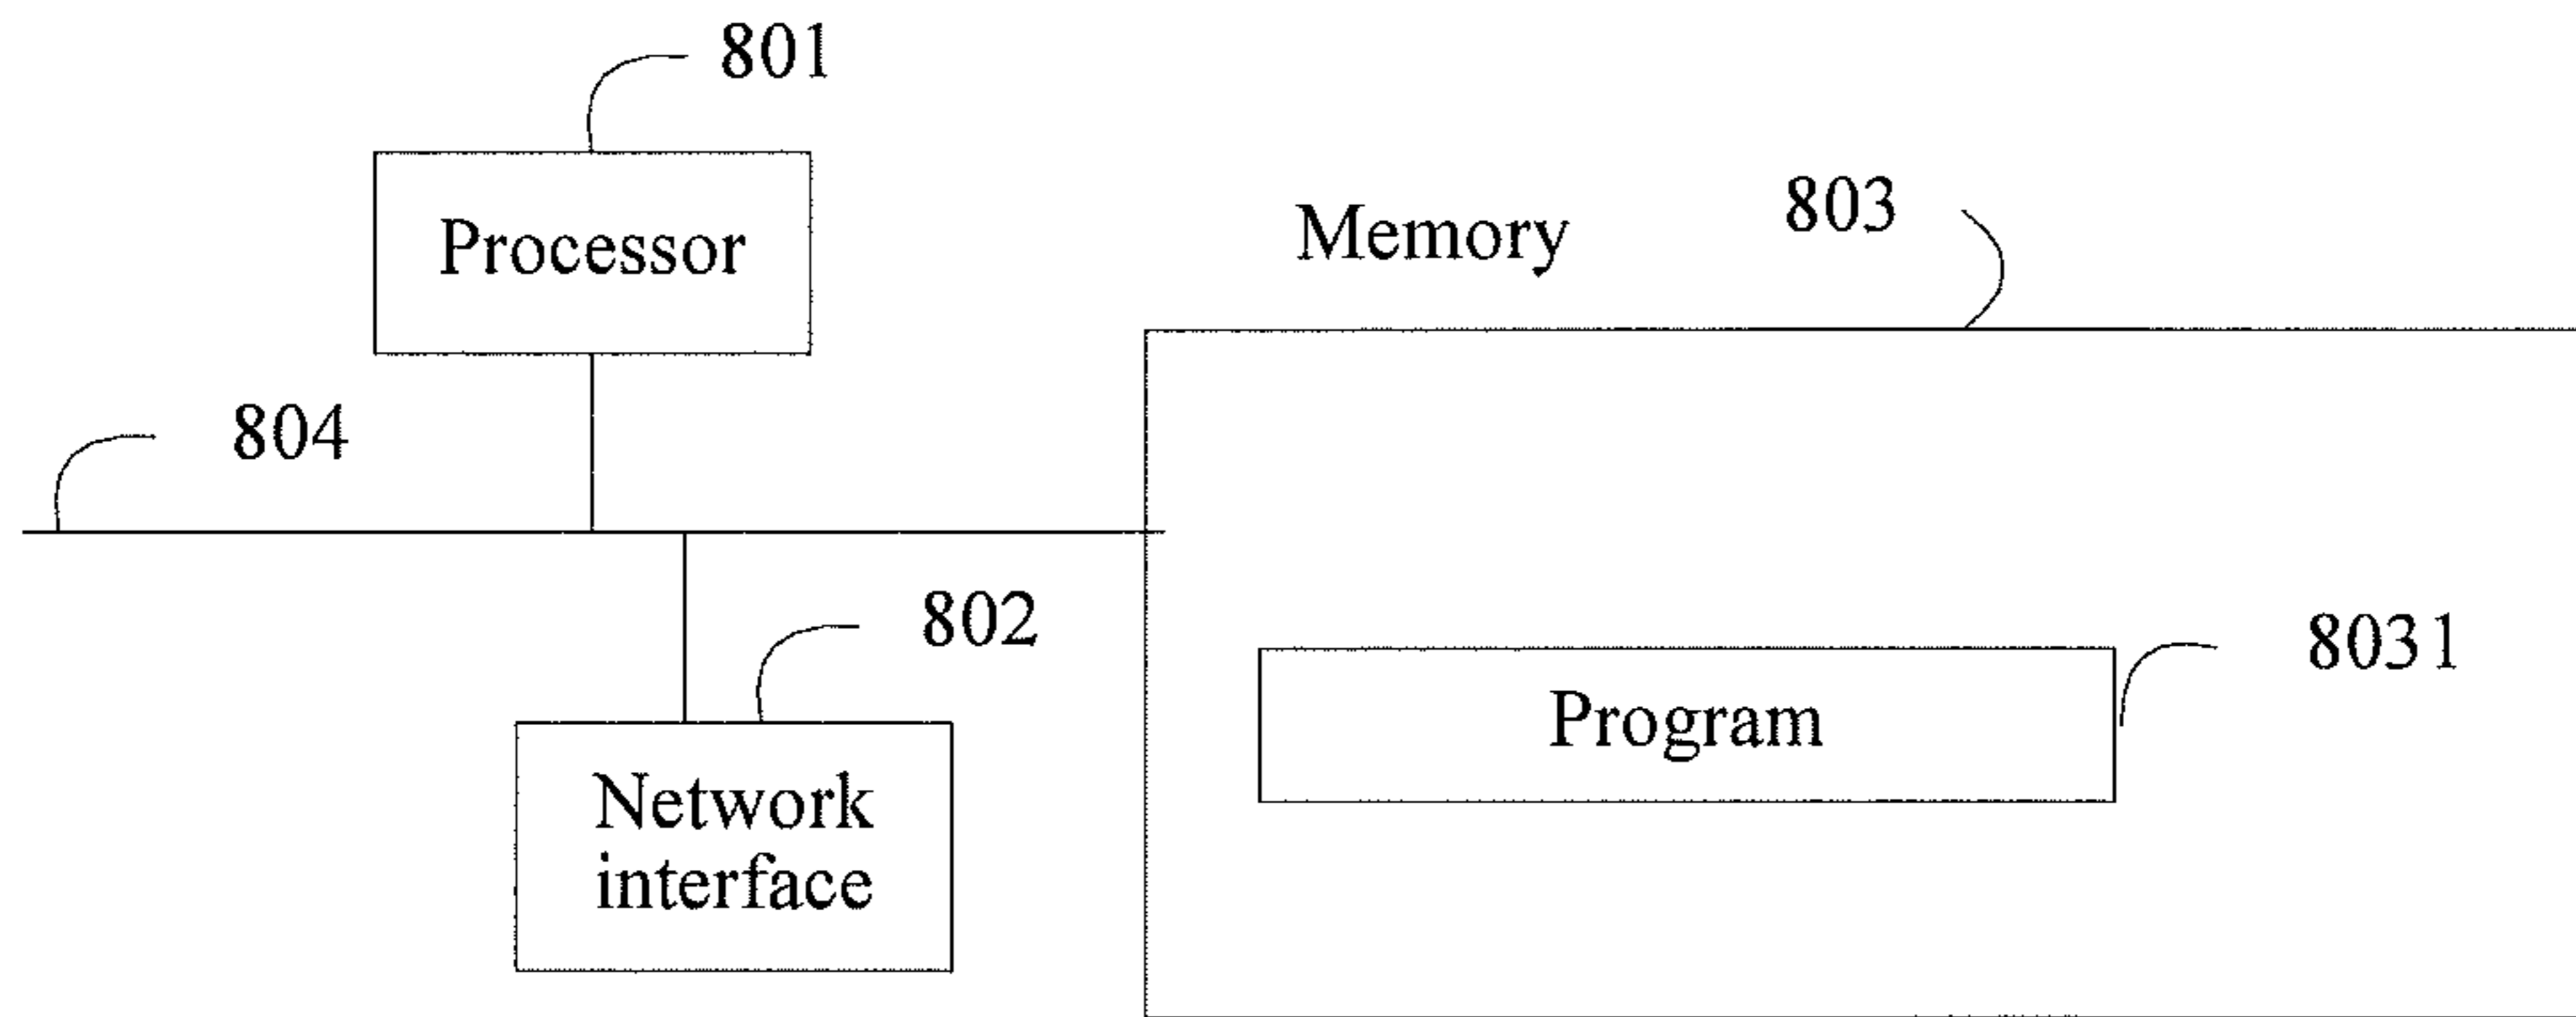 801
Processor
Memory
803
804
802
Network
interface
8031
Program